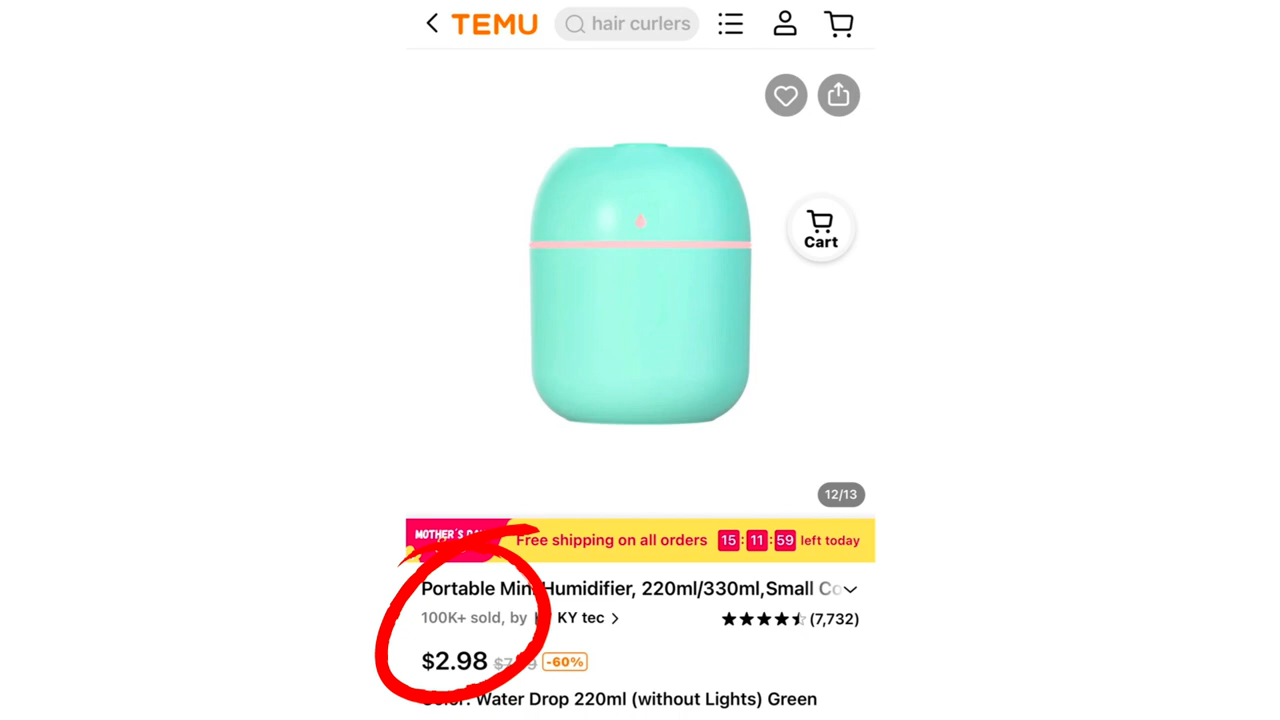 TEMU hair curlers
Cart
12/13
MOTHER'S Free shipping on all orders 15:11:59 left today
Portable Mini Humidifier, 220ml/330ml,Small Co
100K+ sold, by KY tec
(7,732)
$2.98 -60%
Color: Water Drop 220ml (without Lights) Green